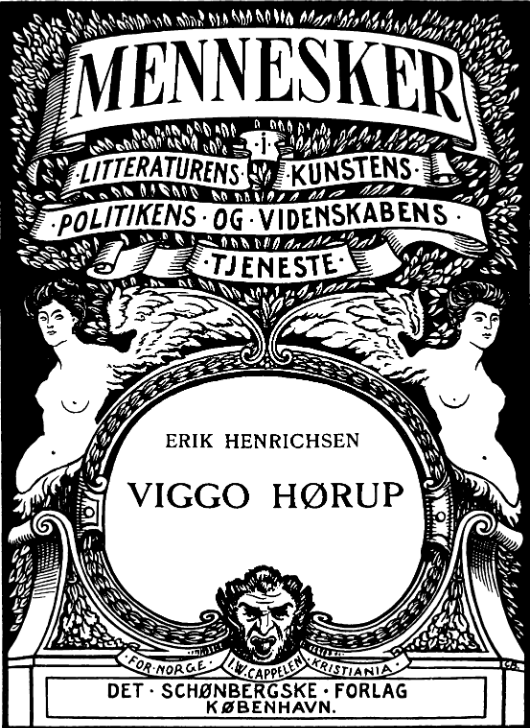 MENNESKER
·i·
·LITTERATURENS· KUNSTENS·
·POLITIKENS·OG·VIDENSKABENS·
·TJENESTE·
ERIK HENRICHSEN
VIGGO HØRUP
·FOR·NORGE· I.W.CAPPELEN KRISTIANIA·
DET·SCHØNBERGSKE·FORLAG
KØBENHAVN.